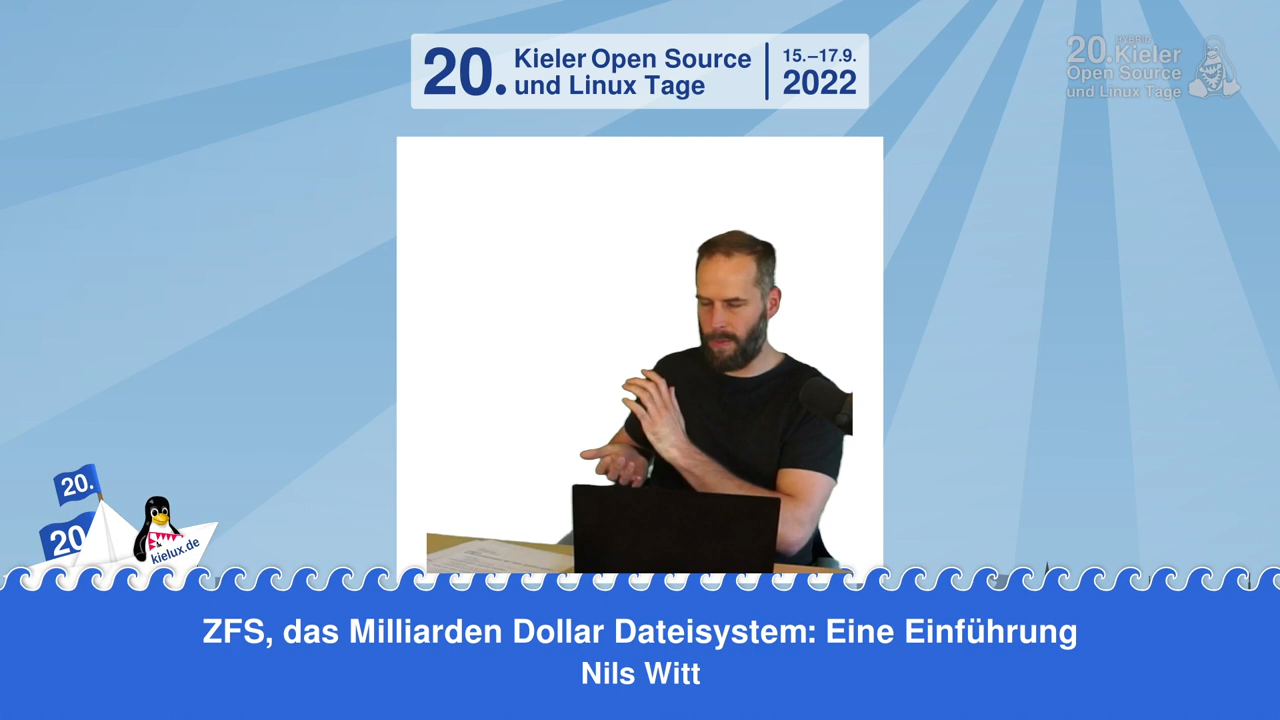 20. Kieler Open Source
und Linux Tage
15.–17.9.
2022
HYBRID
20. Kieler
Open Source
und Linux Tage
20.
20
kielux.de
ZFS, das Milliarden Dollar Dateisystem: Eine Einführung
Nils Witt